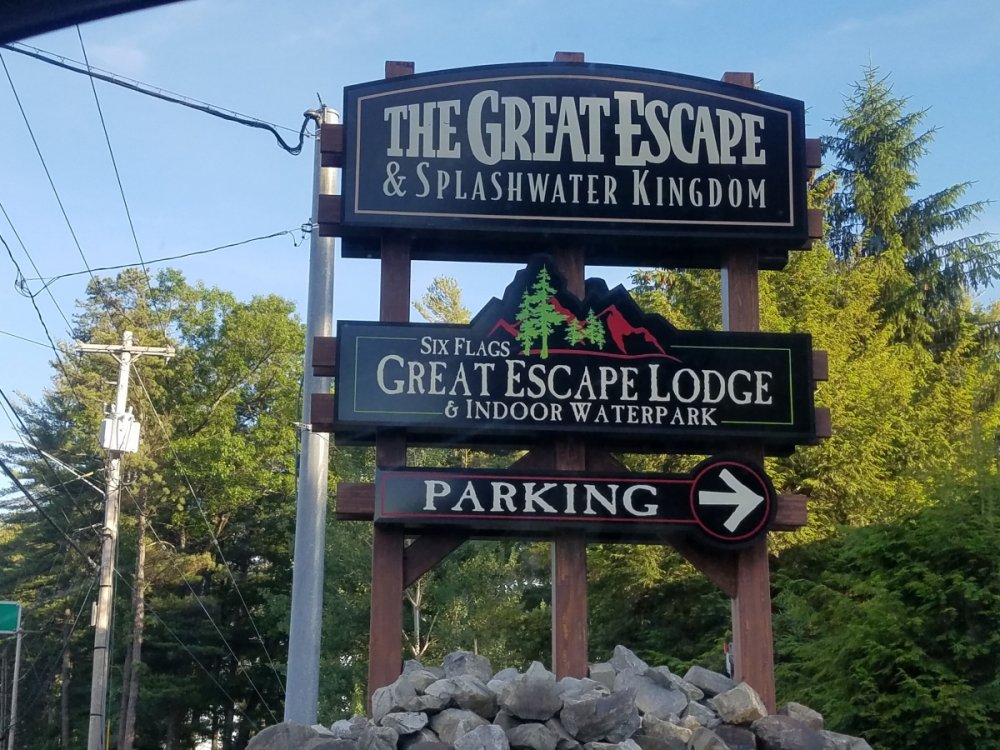 THE GREAT ESCAPE
& SPLASHWATER KINGDOM
SIX FLAGS
GREAT ESCAPE LODGE
& INDOOR WATERPARK
PARKING